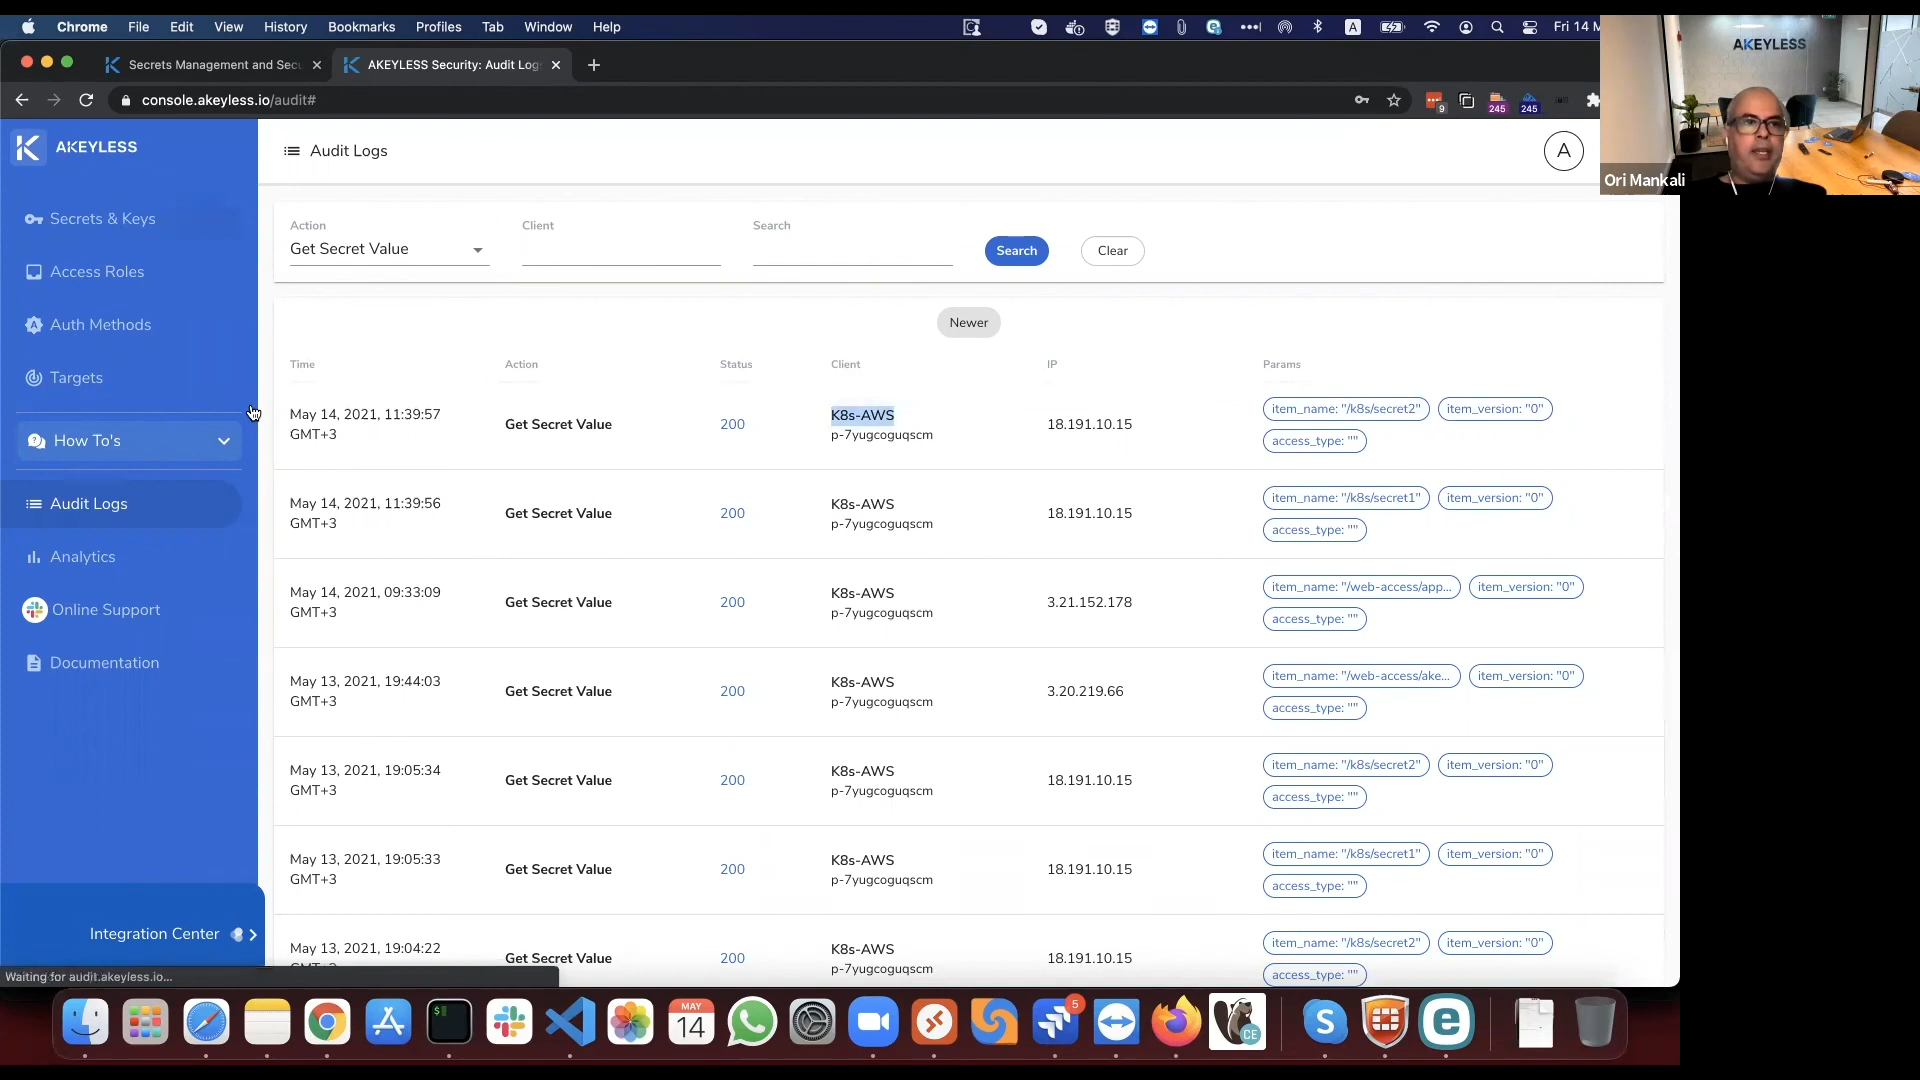 Chrome File Edit View History Bookmarks Profiles Tab Window Help
A
Fri 14 M
Secrets Management and Secu
AKEYLESS Security: Audit Log
console.akeyless.io/audit#
9
245
245
AKEYLESS
Ori Mankali
AKEYLESS
Audit Logs
A
Secrets & Keys
Access Roles
Auth Methods
Targets
How To's
Audit Logs
Analytics
Online Support
Documentation
Integration Center
Waiting for audit.akeyless.io...
Action
Get Secret Value
Client
Search
Search
Clear
Newer
Time Action Status Client IP Params
May 14, 2021, 11:39:57 GMT+3 Get Secret Value 200 K8s-AWS p-7yugcoguqscm 18.191.10.15 item_name: "/k8s/secret2" item_version: "0" access_type: ""
May 14, 2021, 11:39:56 GMT+3 Get Secret Value 200 K8s-AWS p-7yugcoguqscm 18.191.10.15 item_name: "/k8s/secret1" item_version: "0" access_type: ""
May 14, 2021, 09:33:09 GMT+3 Get Secret Value 200 K8s-AWS p-7yugcoguqscm 3.21.152.178 item_name: "/web-access/app... item_version: "0" access_type: ""
May 13, 2021, 19:44:03 GMT+3 Get Secret Value 200 K8s-AWS p-7yugcoguqscm 3.20.219.66 item_name: "/web-access/ake... item_version: "0" access_type: ""
May 13, 2021, 19:05:34 GMT+3 Get Secret Value 200 K8s-AWS p-7yugcoguqscm 18.191.10.15 item_name: "/k8s/secret2" item_version: "0" access_type: ""
May 13, 2021, 19:05:33 GMT+3 Get Secret Value 200 K8s-AWS p-7yugcoguqscm 18.191.10.15 item_name: "/k8s/secret1" item_version: "0" access_type: ""
May 13, 2021, 19:04:22 Get Secret Value 200 K8s-AWS p-7yugcoguqscm 18.191.10.15 item_name: "/k8s/secret2" item_version: "0" access_type: ""
MAY
14
5
CE
S
e